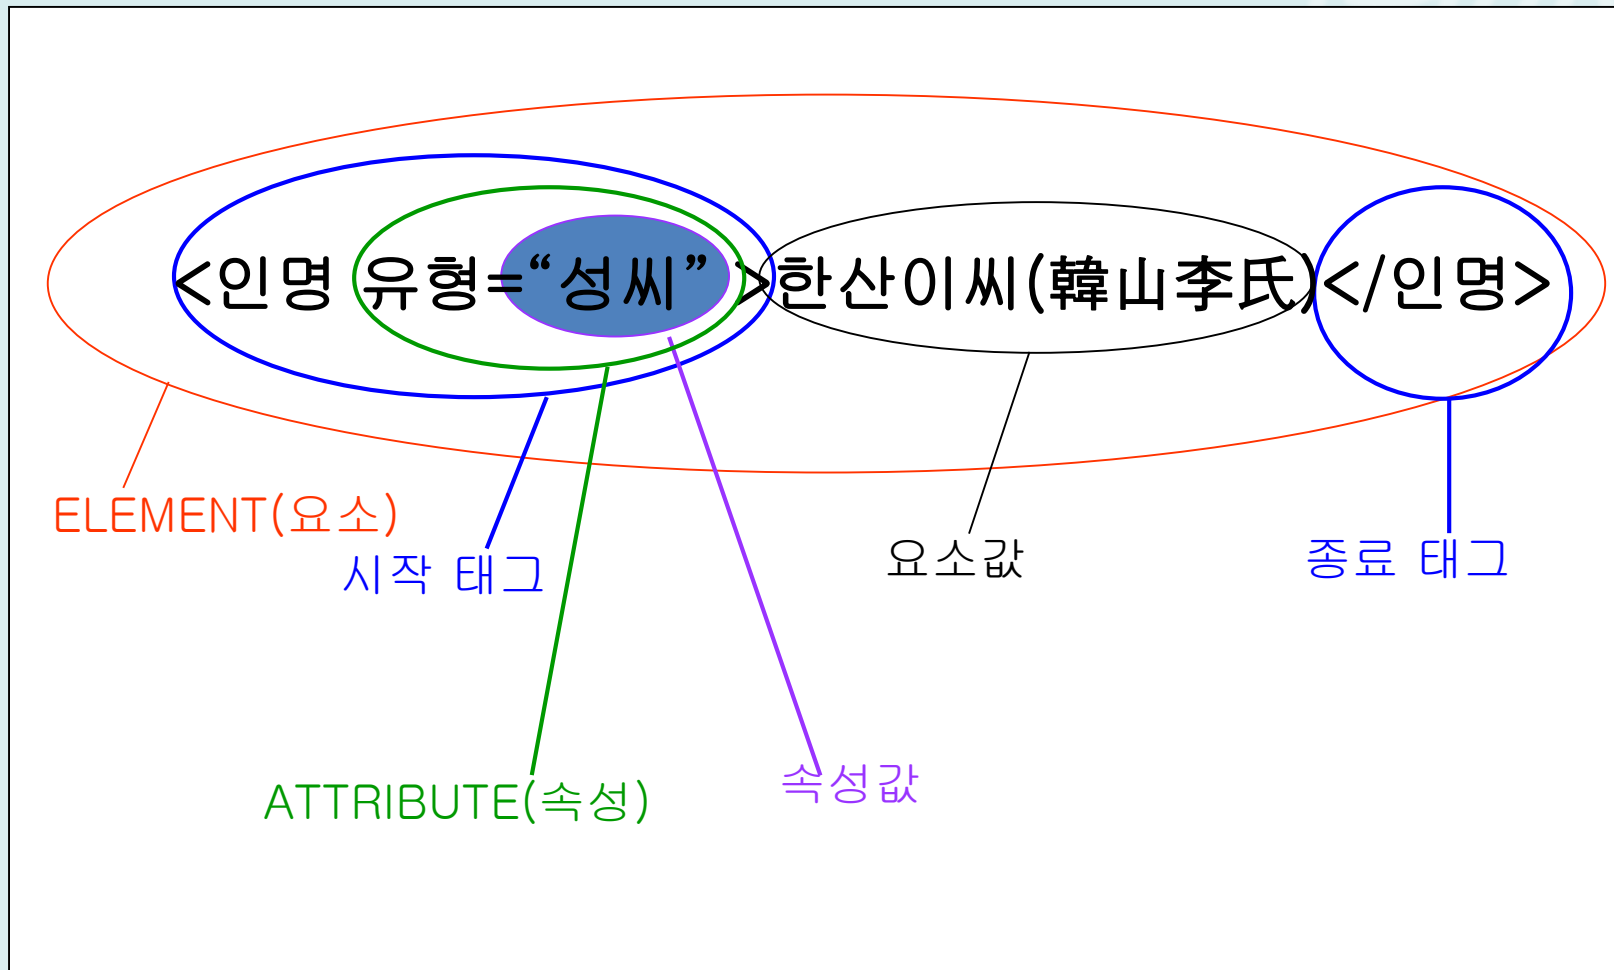 <인명 유형=“성씨” >한산이씨(韓山李氏)</인명>
ELEMENT(요소)
시작 태그
요소값
종료 태그
ATTRIBUTE(속성)
속성값